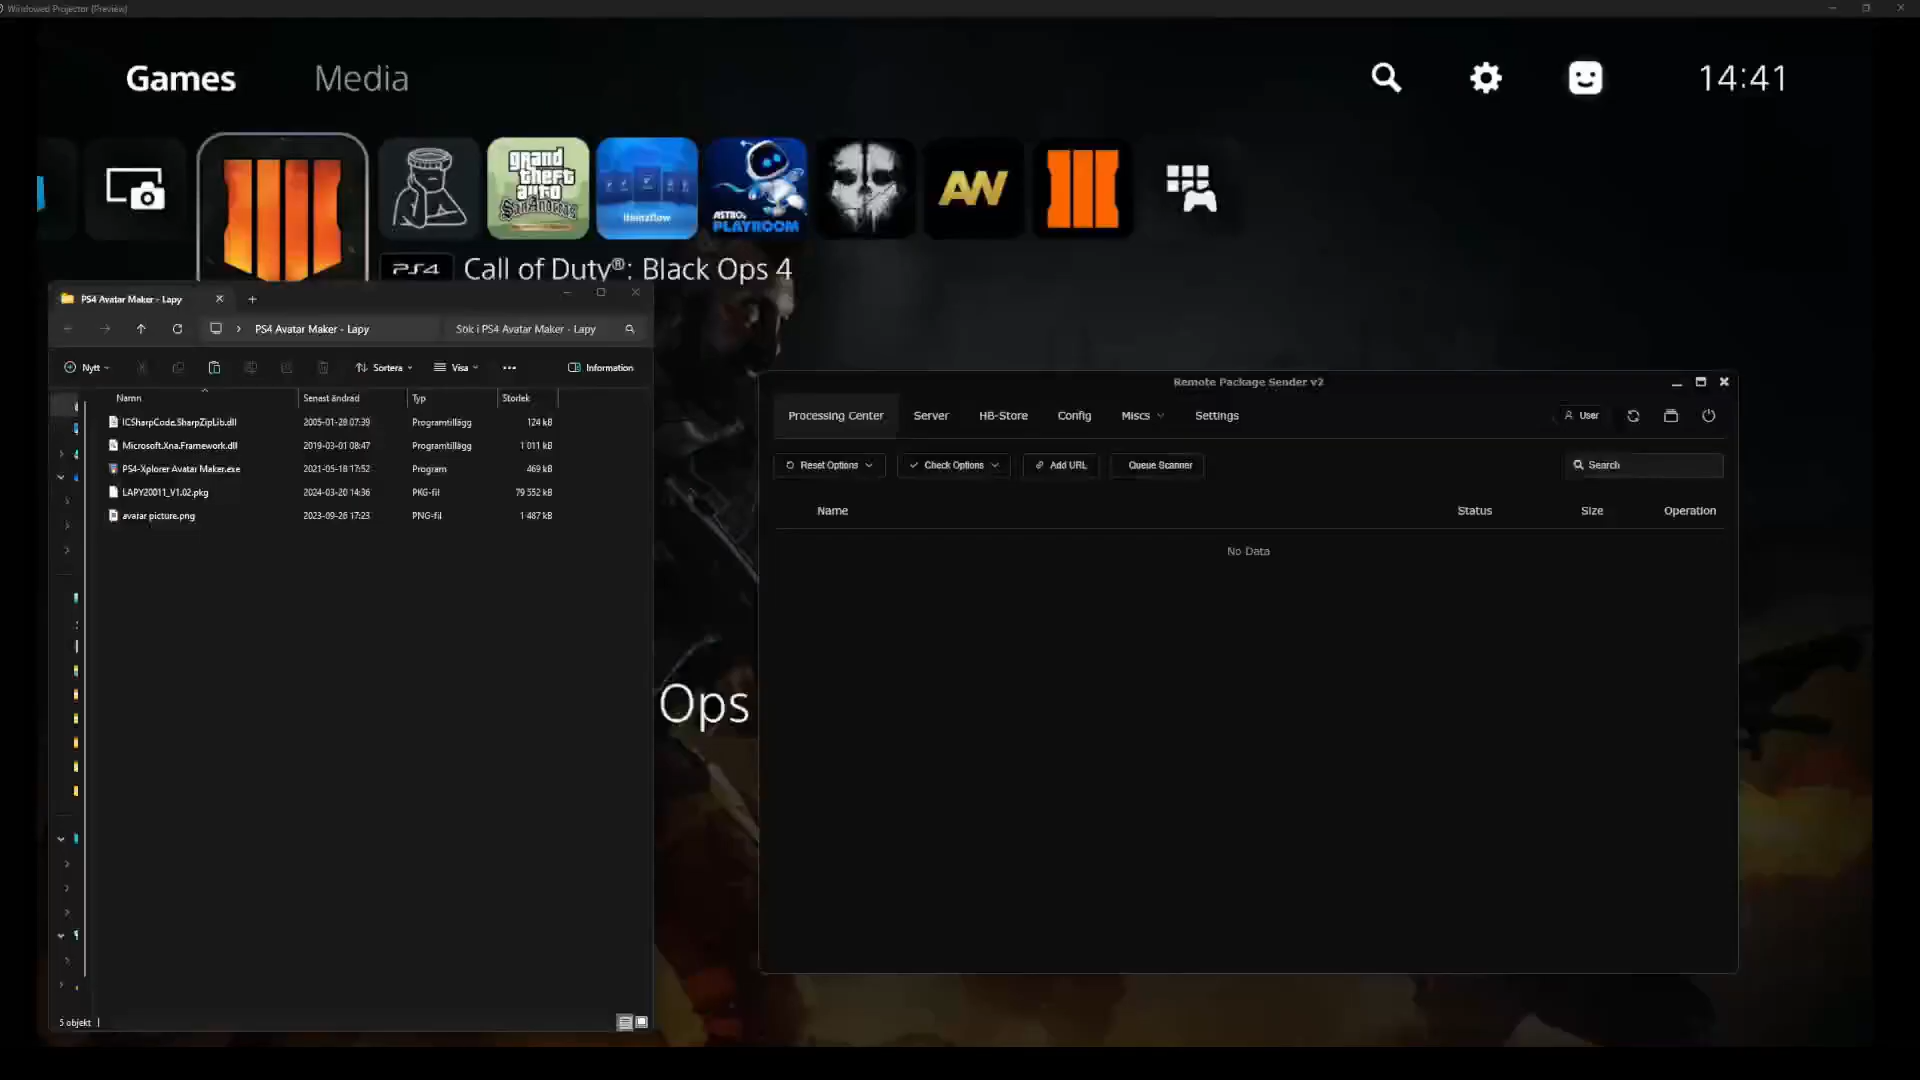 Windowed Projector (Preview)
Games
Media
14:41
grand theft auto San Andreas
Itemzflow
ASTRO'S PLAYROOM
AW
PS4
Call of Duty®: Black Ops 4
PS4 Avatar Maker - Lapy
PS4 Avatar Maker - Lapy
Sök i PS4 Avatar Maker - Lapy
Nytt
Sortera
Visa
Information
Namn
Senast ändrad
Typ
Storlek
ICSharpCode.SharpZipLib.dll
2005-01-28 07:39
Programtillägg
124 kB
Microsoft.Xna.Framework.dll
2019-03-01 08:47
Programtillägg
1 011 kB
PS4-Xplorer Avatar Maker.exe
2021-05-18 17:52
Program
469 kB
LAPY20011_V1.02.pkg
2024-03-20 14:36
PKG-fil
79 552 kB
avatar picture.png
2023-09-26 17:23
PNG-fil
1 487 kB
5 objekt
Ops
Remote Package Sender v2
Processing Center
Server
HB-Store
Config
Miscs
Settings
User
Reset Options
Check Options
Add URL
Queue Scanner
Search
Name
Status
Size
Operation
No Data